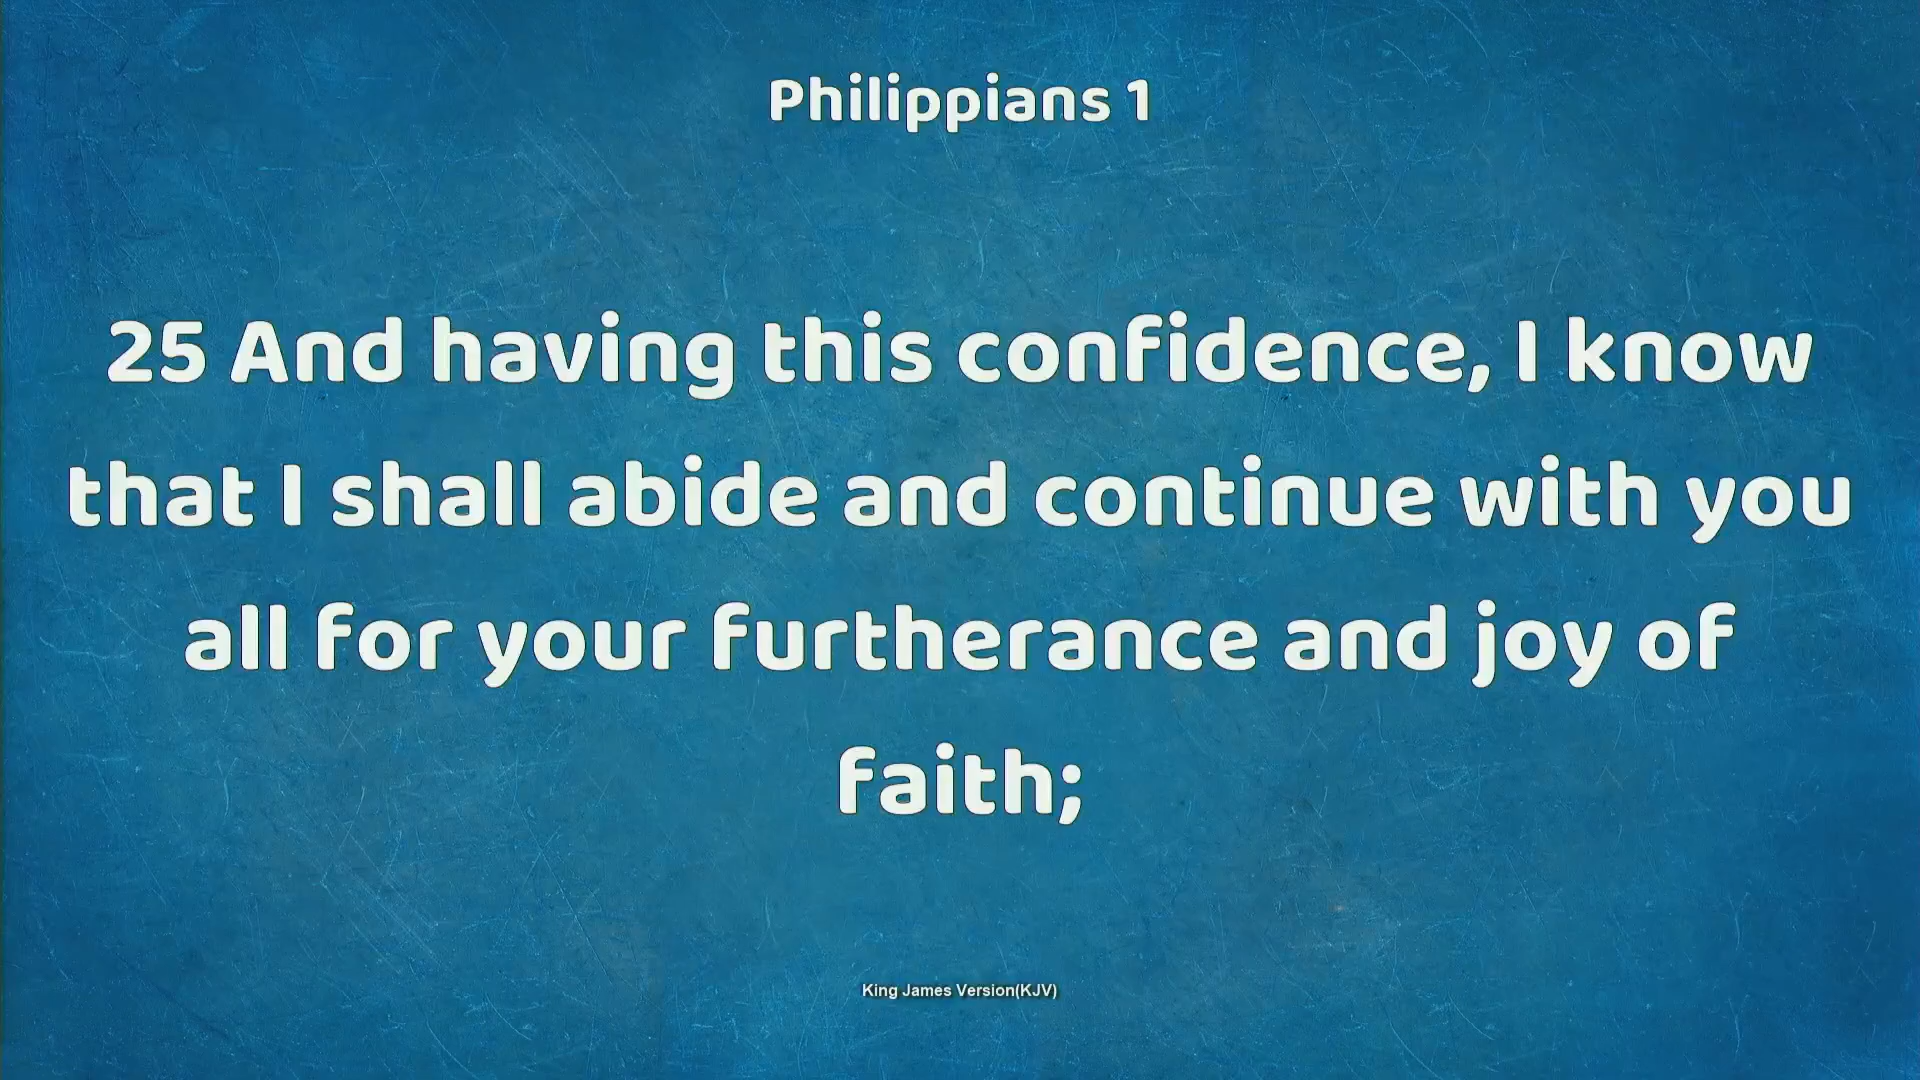 Philippians 1
25 And having this confidence, I know
that I shall abide and continue with you
all for your furtherance and joy of
faith;
King James Version(KJV)